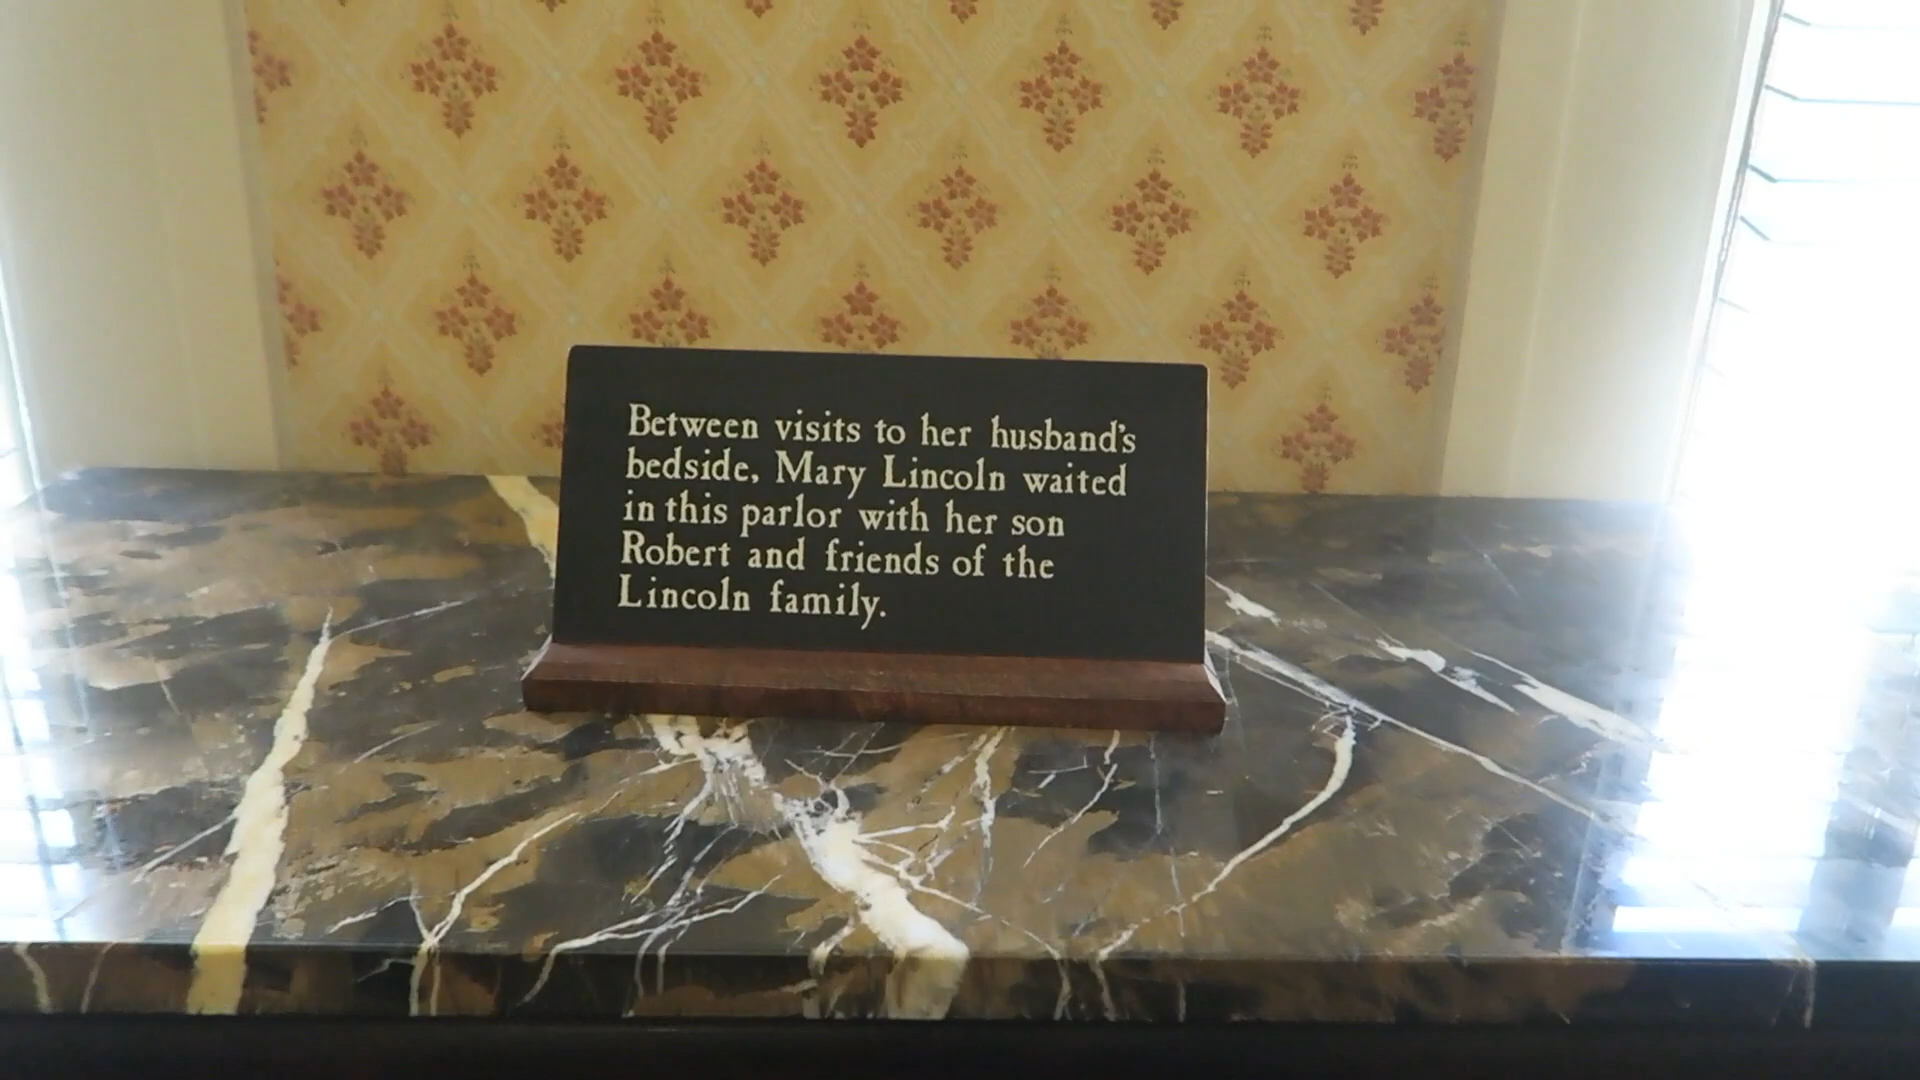 Between visits to her husband's
bedside, Mary Lincoln waited
in this parlor with her son
Robert and friends of the
Lincoln family.